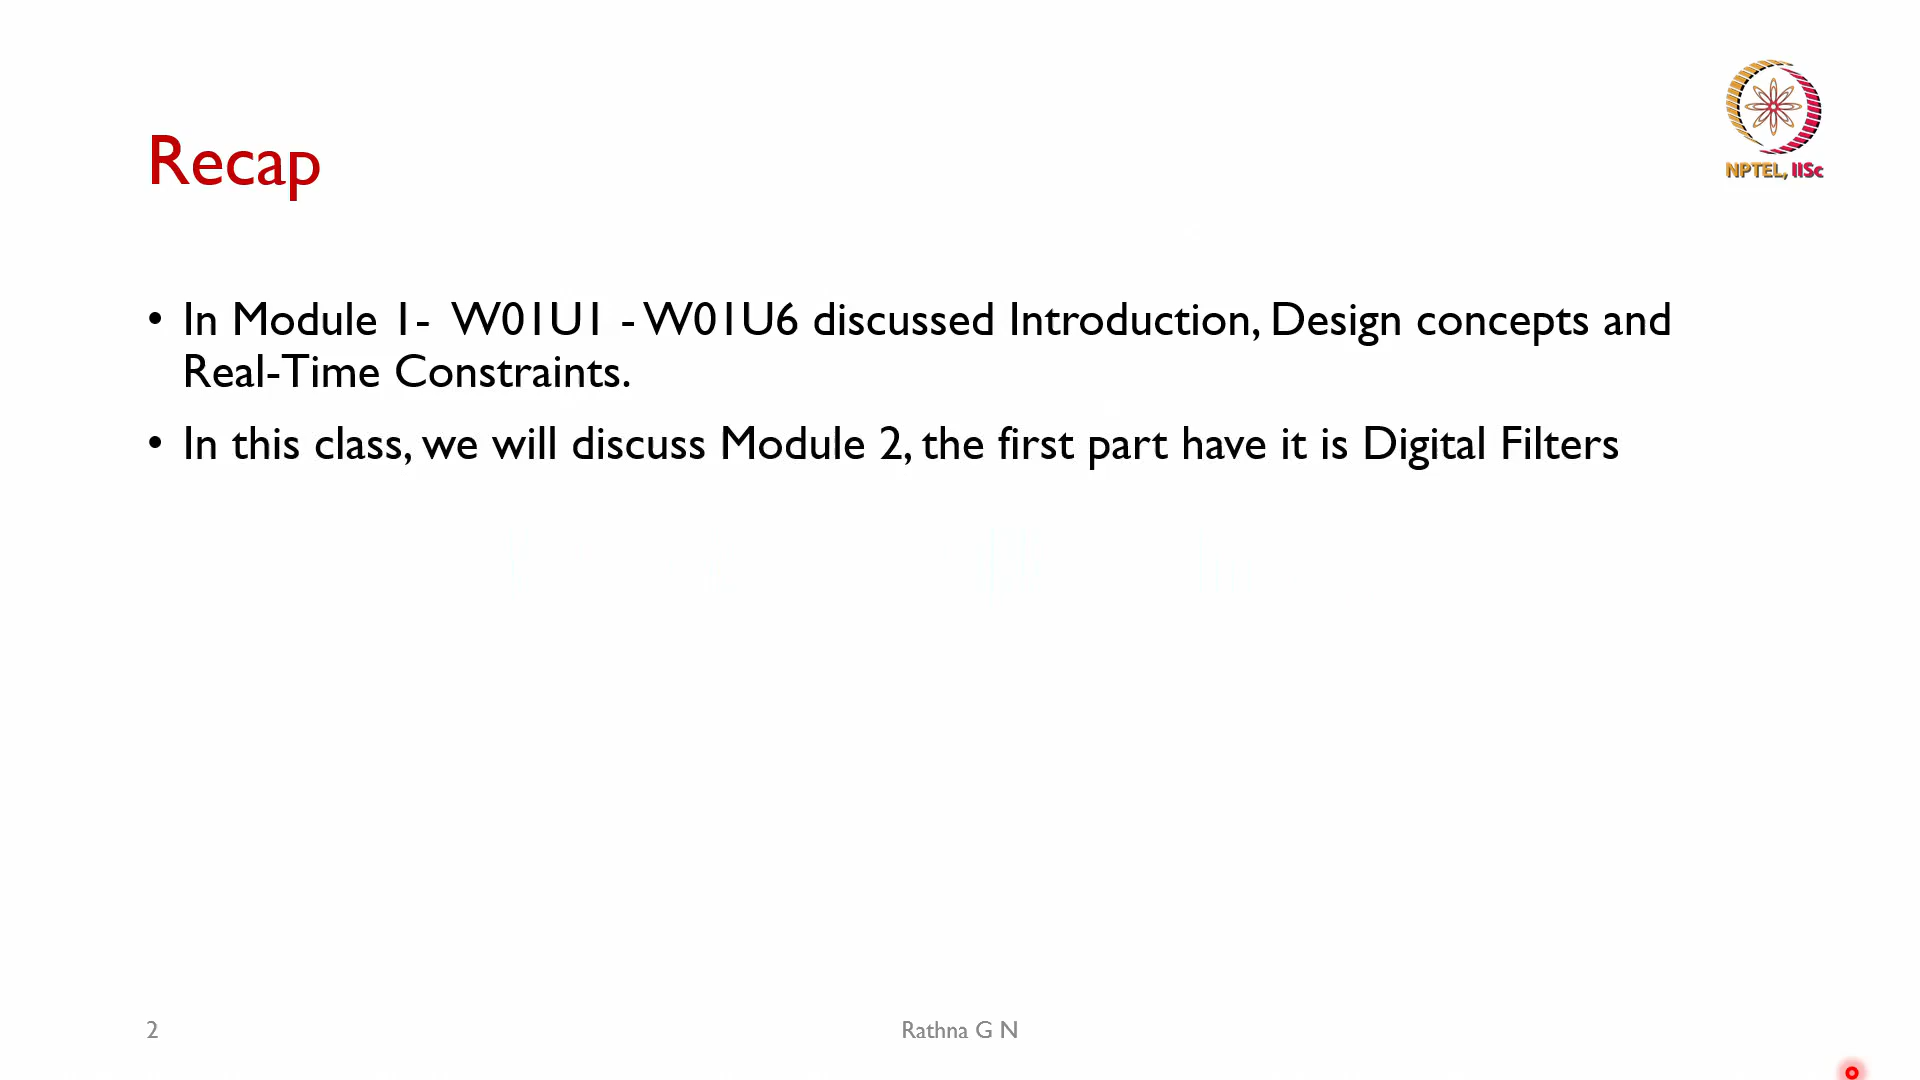 Recap
NPTEL, IISc
• In Module 1- W01U1 - W01U6 discussed Introduction, Design concepts and
Real-Time Constraints.
• In this class, we will discuss Module 2, the first part have it is Digital Filters
2
Rathna G N